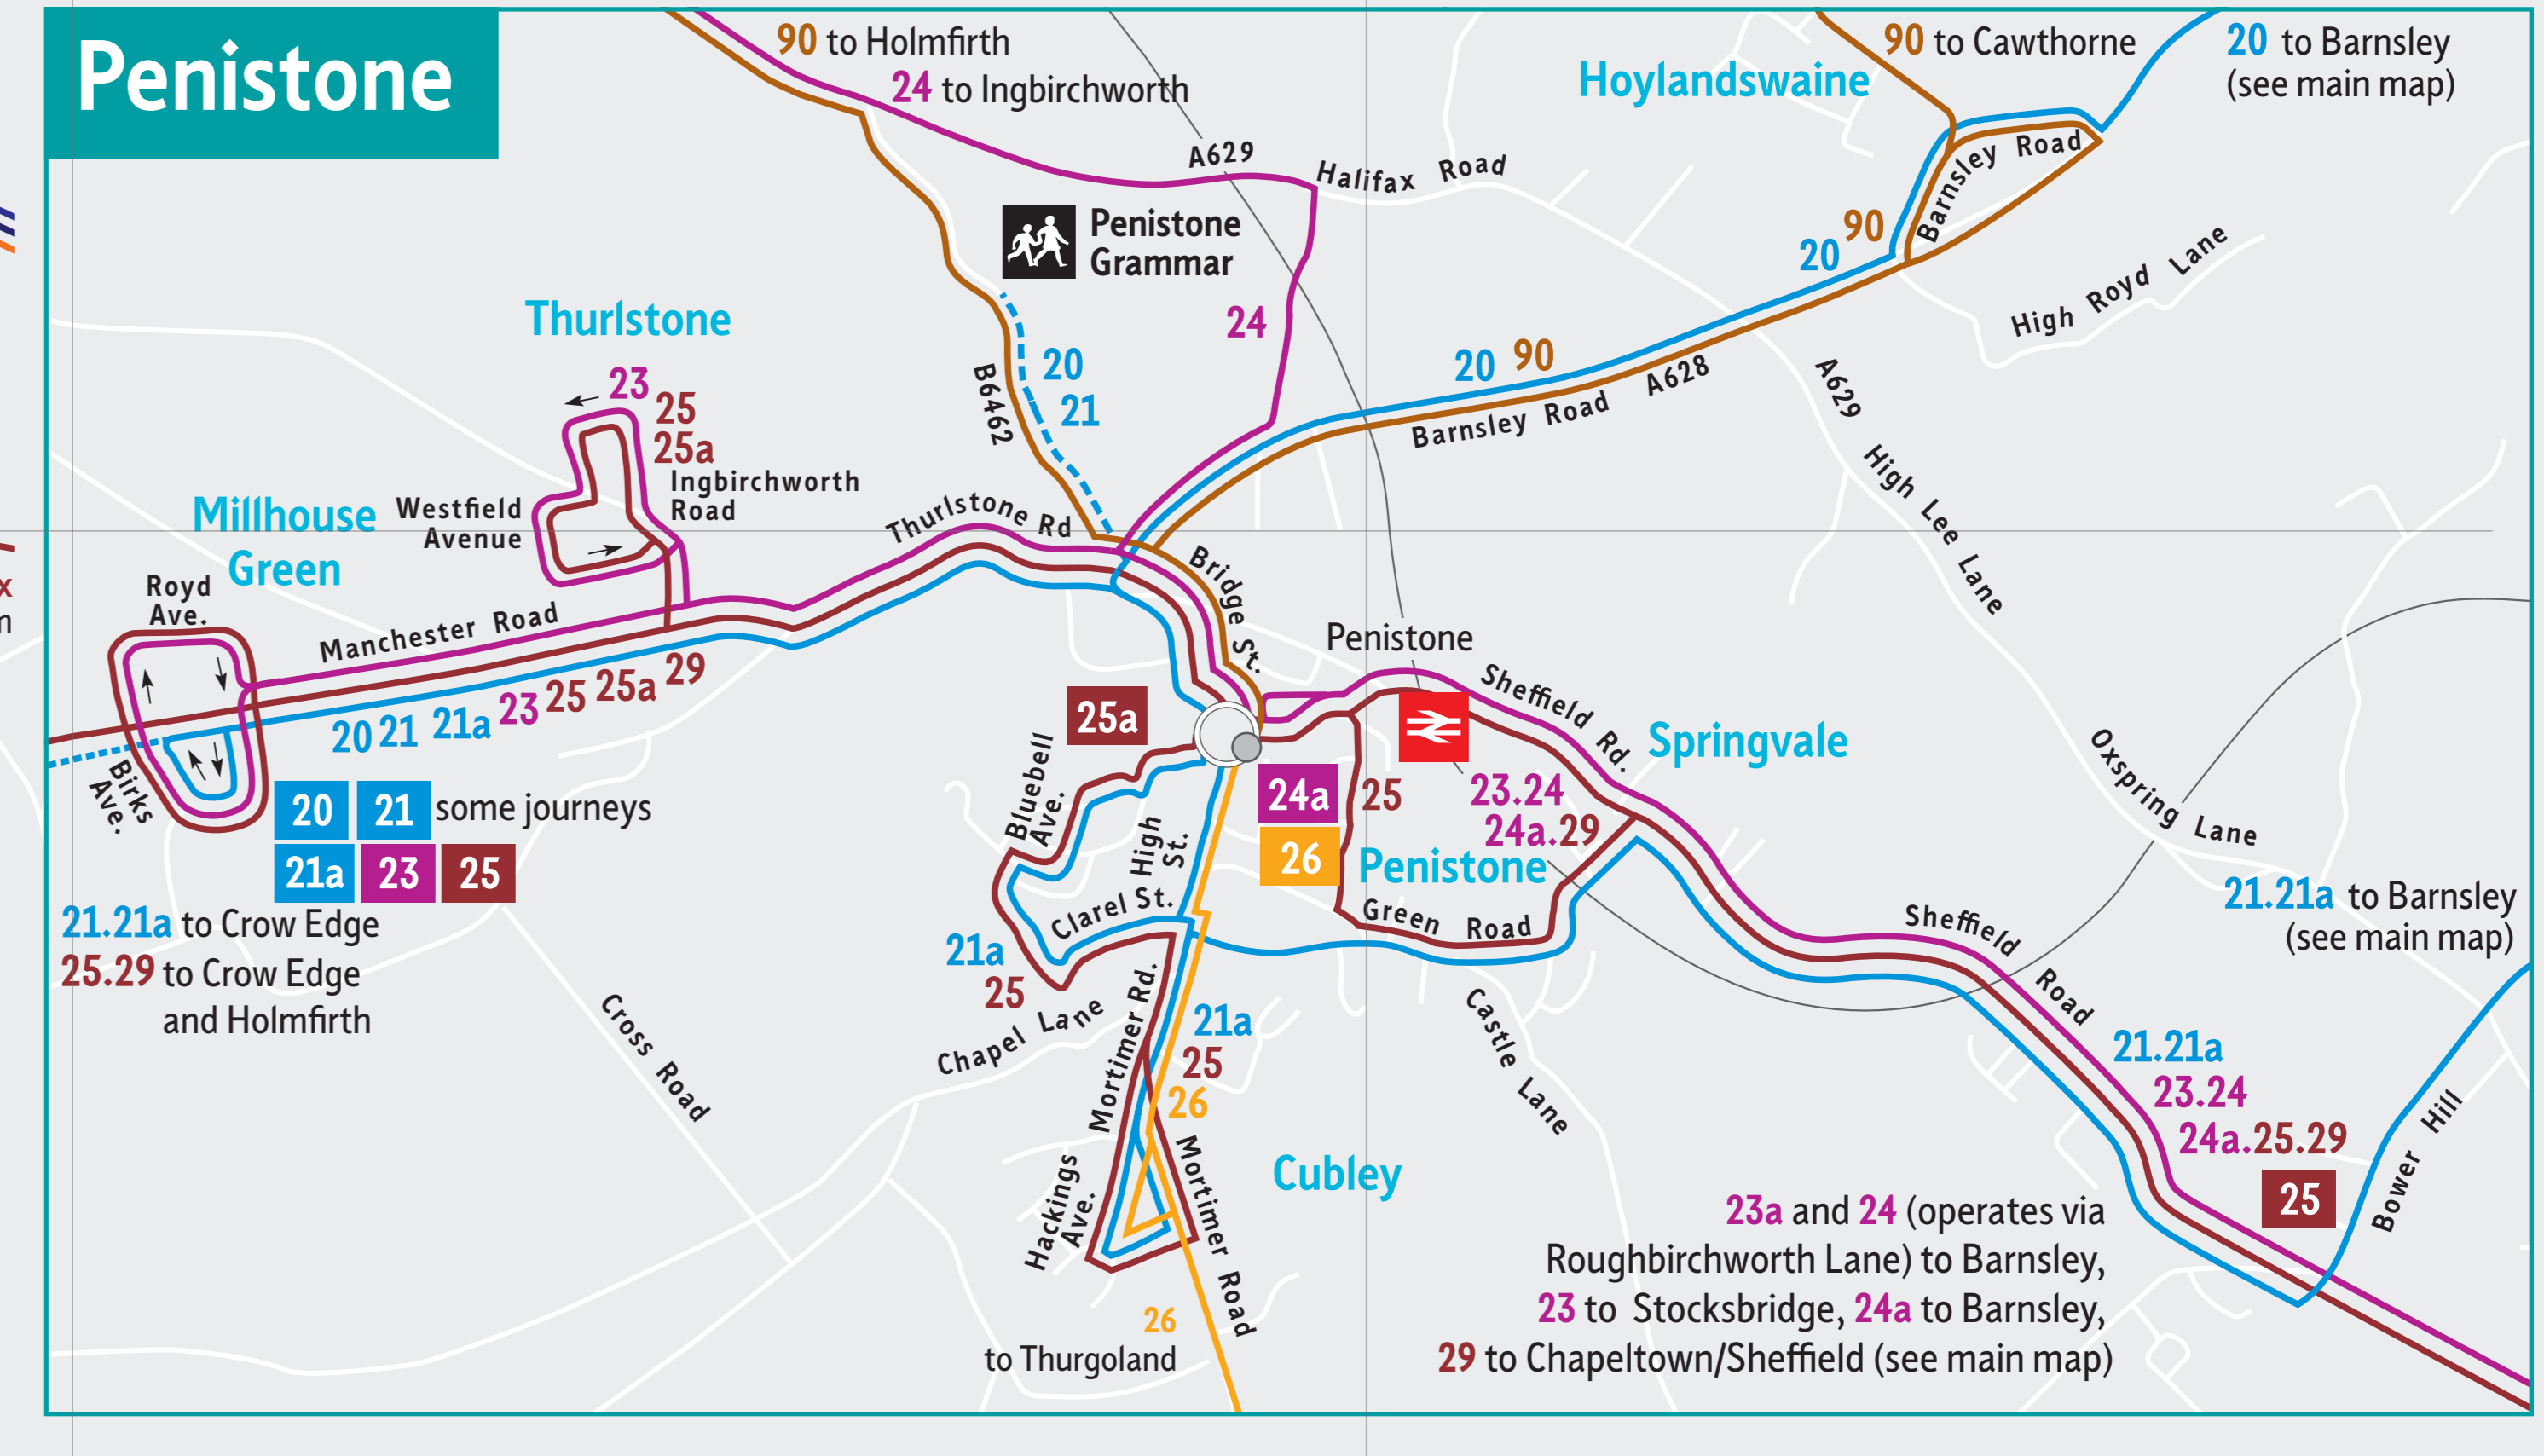 Penistone
90 to Holmfirth
24 to Ingbirchworth
90 to Cawthorne
20 to Barnsley
(see main map)
Hoylandswaine
A629
Halifax Road
Barnsley Road
Penistone
Grammar
90
20
High Royd Lane
24
Thurlstone
20
21
B6462
20 90
A628
Barnsley Road
A629
High Lee Lane
23
25
25a
Ingbirchworth
Road
Westfield
Avenue
Millhouse
Green
Thurlstone Rd
Bridge St.
Royd
Ave.
Manchester Road
20 21 21a 23 25 25a 29
Birks
Ave.
20 21 some journeys
21a 23 25
21.21a to Crow Edge
25.29 to Crow Edge
and Holmfirth
Cross Road
Penistone
Sheffield Rd.
Springvale
25a
24a
26
25
23.24
24a.29
Penistone
Green Road
Bluebell
Ave.
High
St.
Clarel St.
21a
25
Chapel Lane
Mortimer Rd.
21a
25
26
Castle Lane
Oxspring Lane
21.21a to Barnsley
(see main map)
Sheffield Road
21.21a
23.24
24a.25.29
25
Bower Hill
Hackings
Ave.
Mortimer Road
Cubley
26
to Thurgoland
23a and 24 (operates via
Roughbirchworth Lane) to Barnsley,
23 to Stocksbridge, 24a to Barnsley,
29 to Chapeltown/Sheffield (see main map)